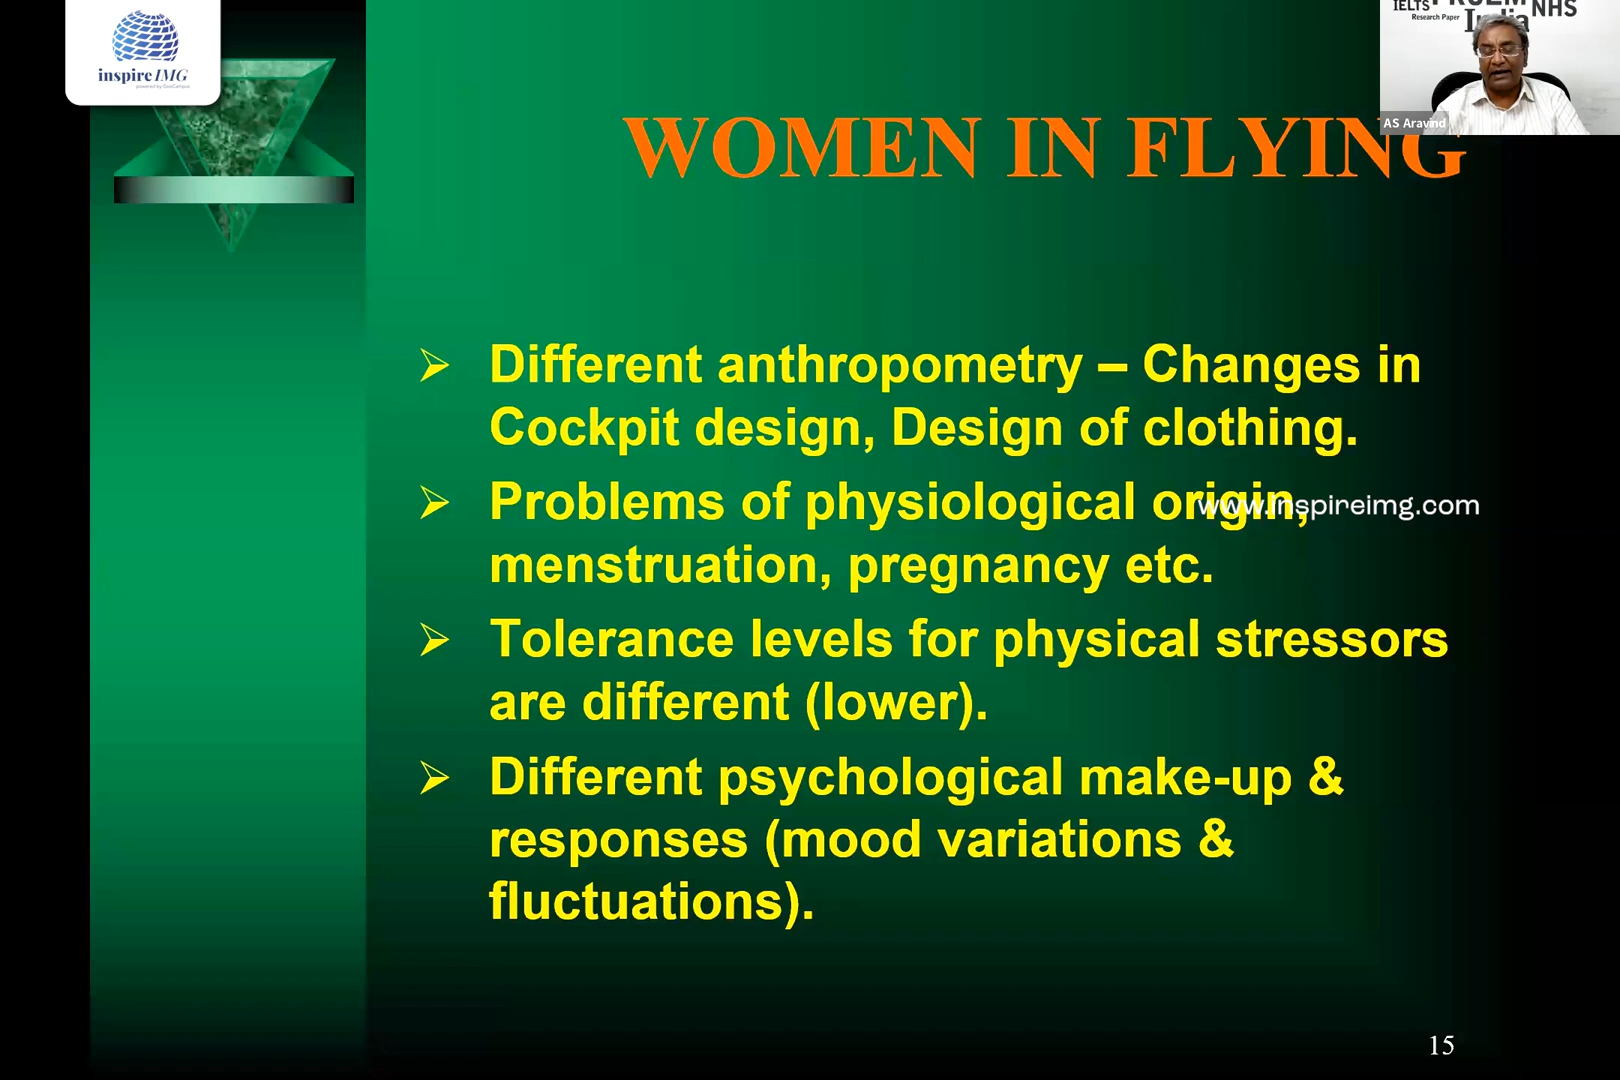 inspire IMG
powered by GooCampus
IELTS
NHS
Research Paper
India
AS Aravind
WOMEN IN FLYING
➢ Different anthropometry – Changes in
Cockpit design, Design of clothing.
➢ Problems of physiological origin,
www.inspireimg.com
menstruation, pregnancy etc.
➢ Tolerance levels for physical stressors
are different (lower).
➢ Different psychological make-up &
responses (mood variations &
fluctuations).
15